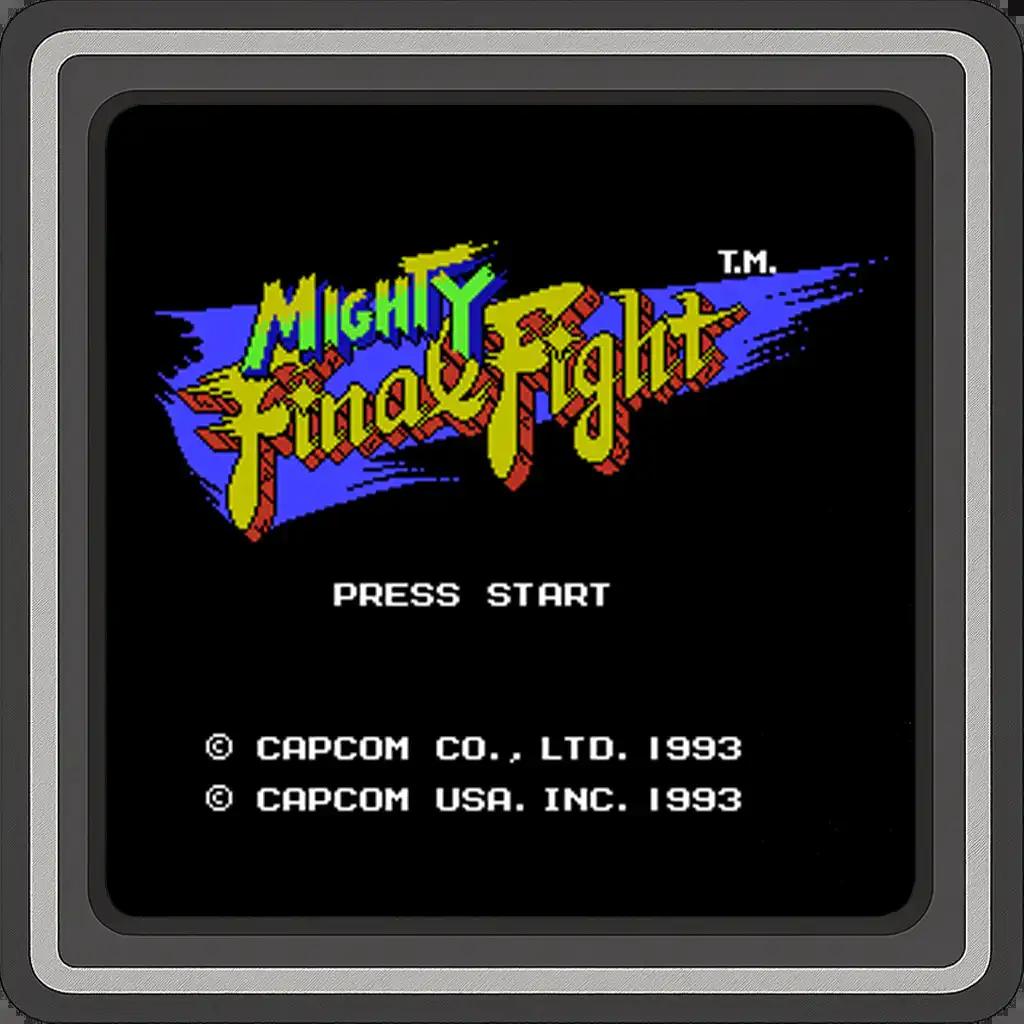 T.M.
MIGHTY
Final Fight
PRESS START
© CAPCOM CO., LTD. 1993
© CAPCOM USA. INC. 1993